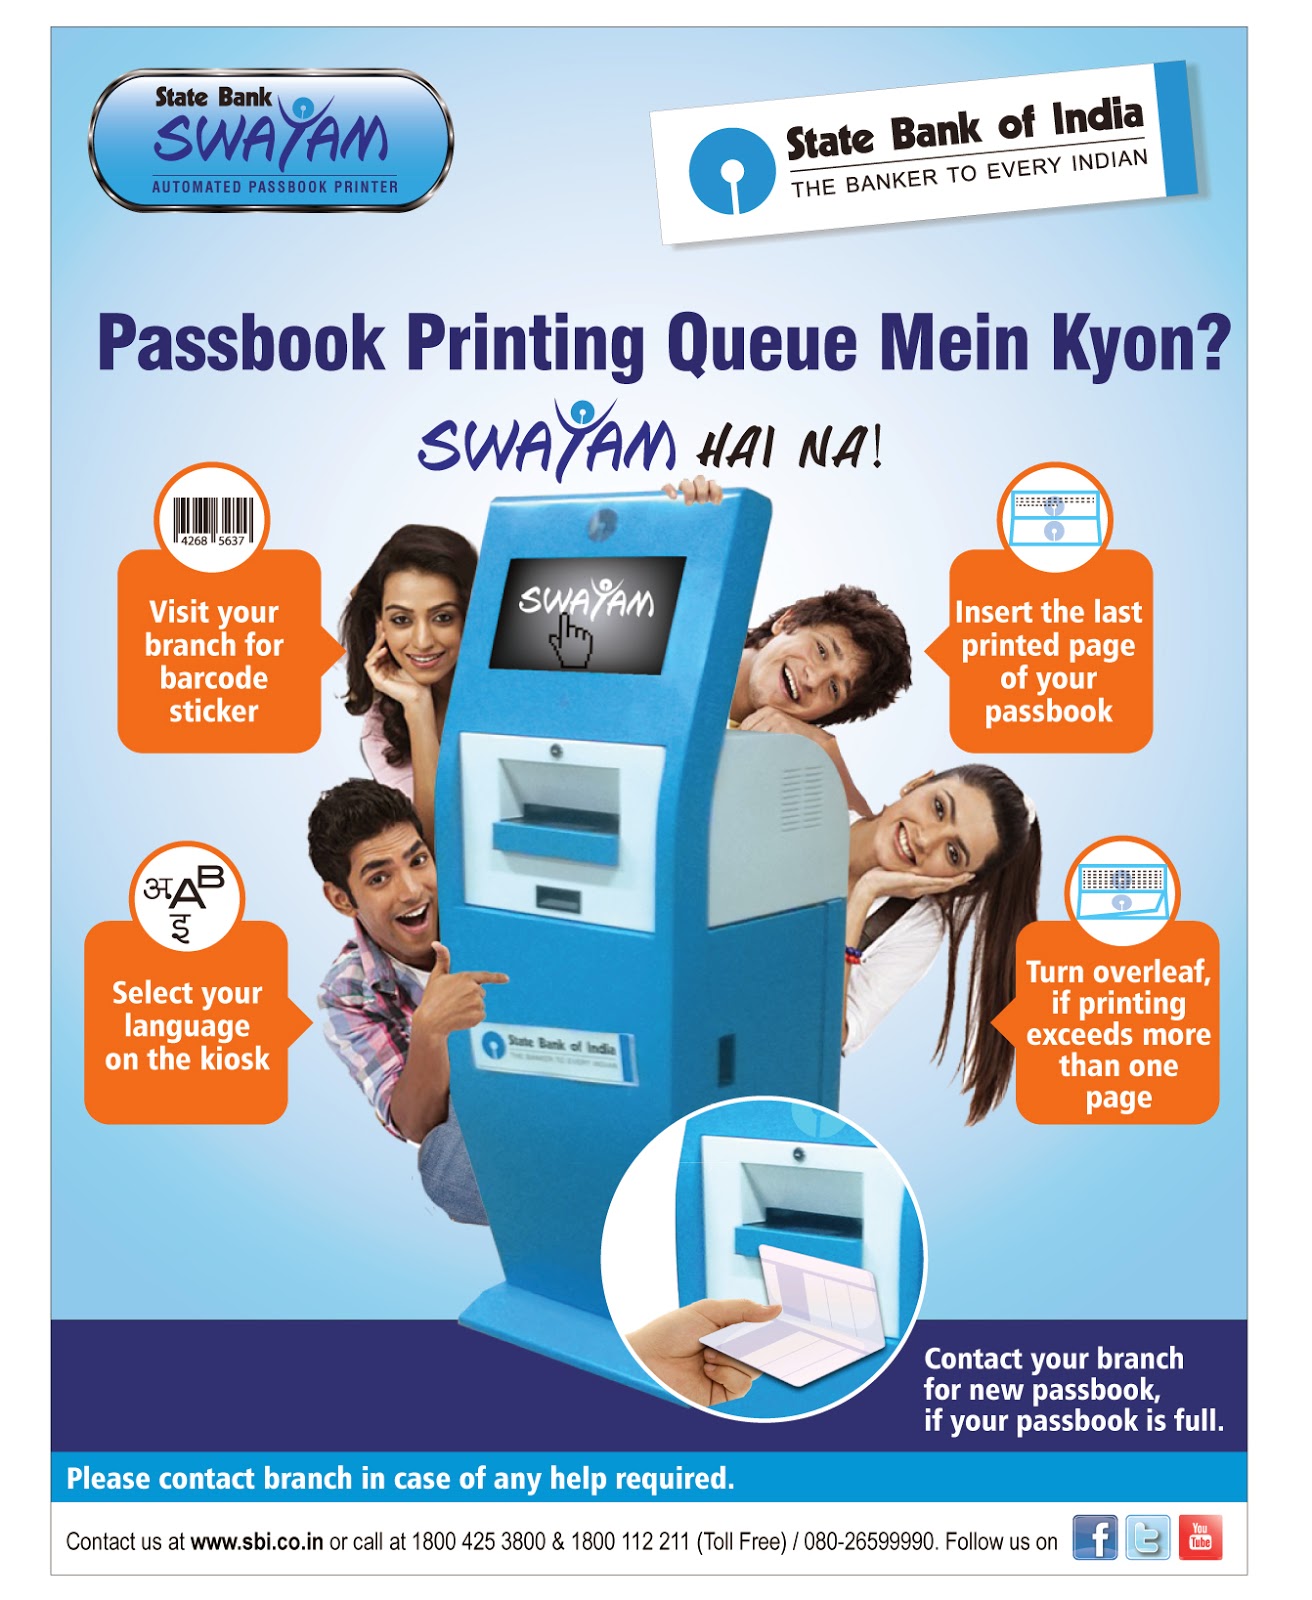 State Bank
SWAYAM
AUTOMATED PASSBOOK PRINTER
State Bank of India
THE BANKER TO EVERY INDIAN
Passbook Printing Queue Mein Kyon?
SWAYAM HAI NA!
4268 5637
Visit your
branch for
barcode
sticker
SWAYAM
Insert the last
printed page
of your
passbook
अ A B
इ
Select your
language
on the kiosk
Turn overleaf,
if printing
exceeds more
than one
page
State Bank of India
THE BANKER TO EVERY INDIAN
Contact your branch
for new passbook,
if your passbook is full.
Please contact branch in case of any help required.
Contact us at www.sbi.co.in or call at 1800 425 3800 & 1800 112 211 (Toll Free) / 080-26599990. Follow us on f t You Tube